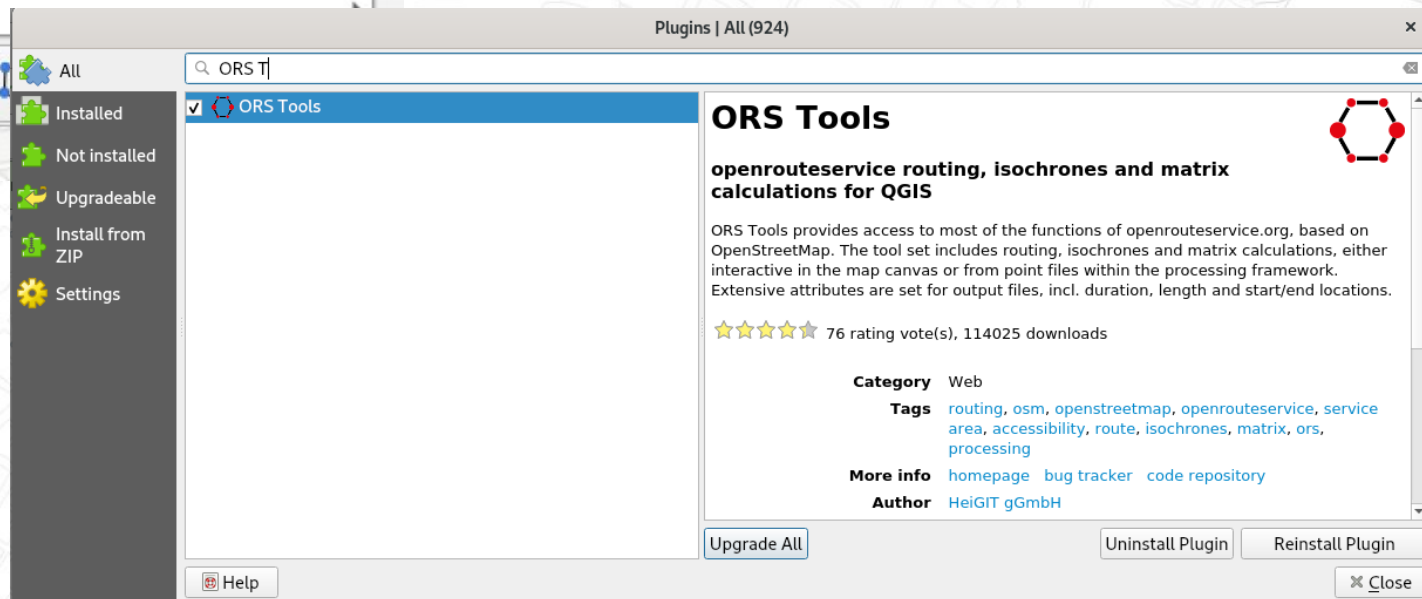 Plugins | All (924)
All
ORS T
Installed
Not installed
Upgradeable
Install from
ZIP
Settings
ORS Tools
ORS Tools
openrouteservice routing, isochrones and matrix
calculations for QGIS
ORS Tools provides access to most of the functions of openrouteservice.org, based on
OpenStreetMap. The tool set includes routing, isochrones and matrix calculations, either
interactive in the map canvas or from point files within the processing framework.
Extensive attributes are set for output files, incl. duration, length and start/end locations.
76 rating vote(s), 114025 downloads
Category Web
Tags routing, osm, openstreetmap, openrouteservice, service
area, accessibility, route, isochrones, matrix, ors,
processing
More info homepage bug tracker code repository
Author HeiGIT gGmbH
Upgrade All Uninstall Plugin Reinstall Plugin
Help Close